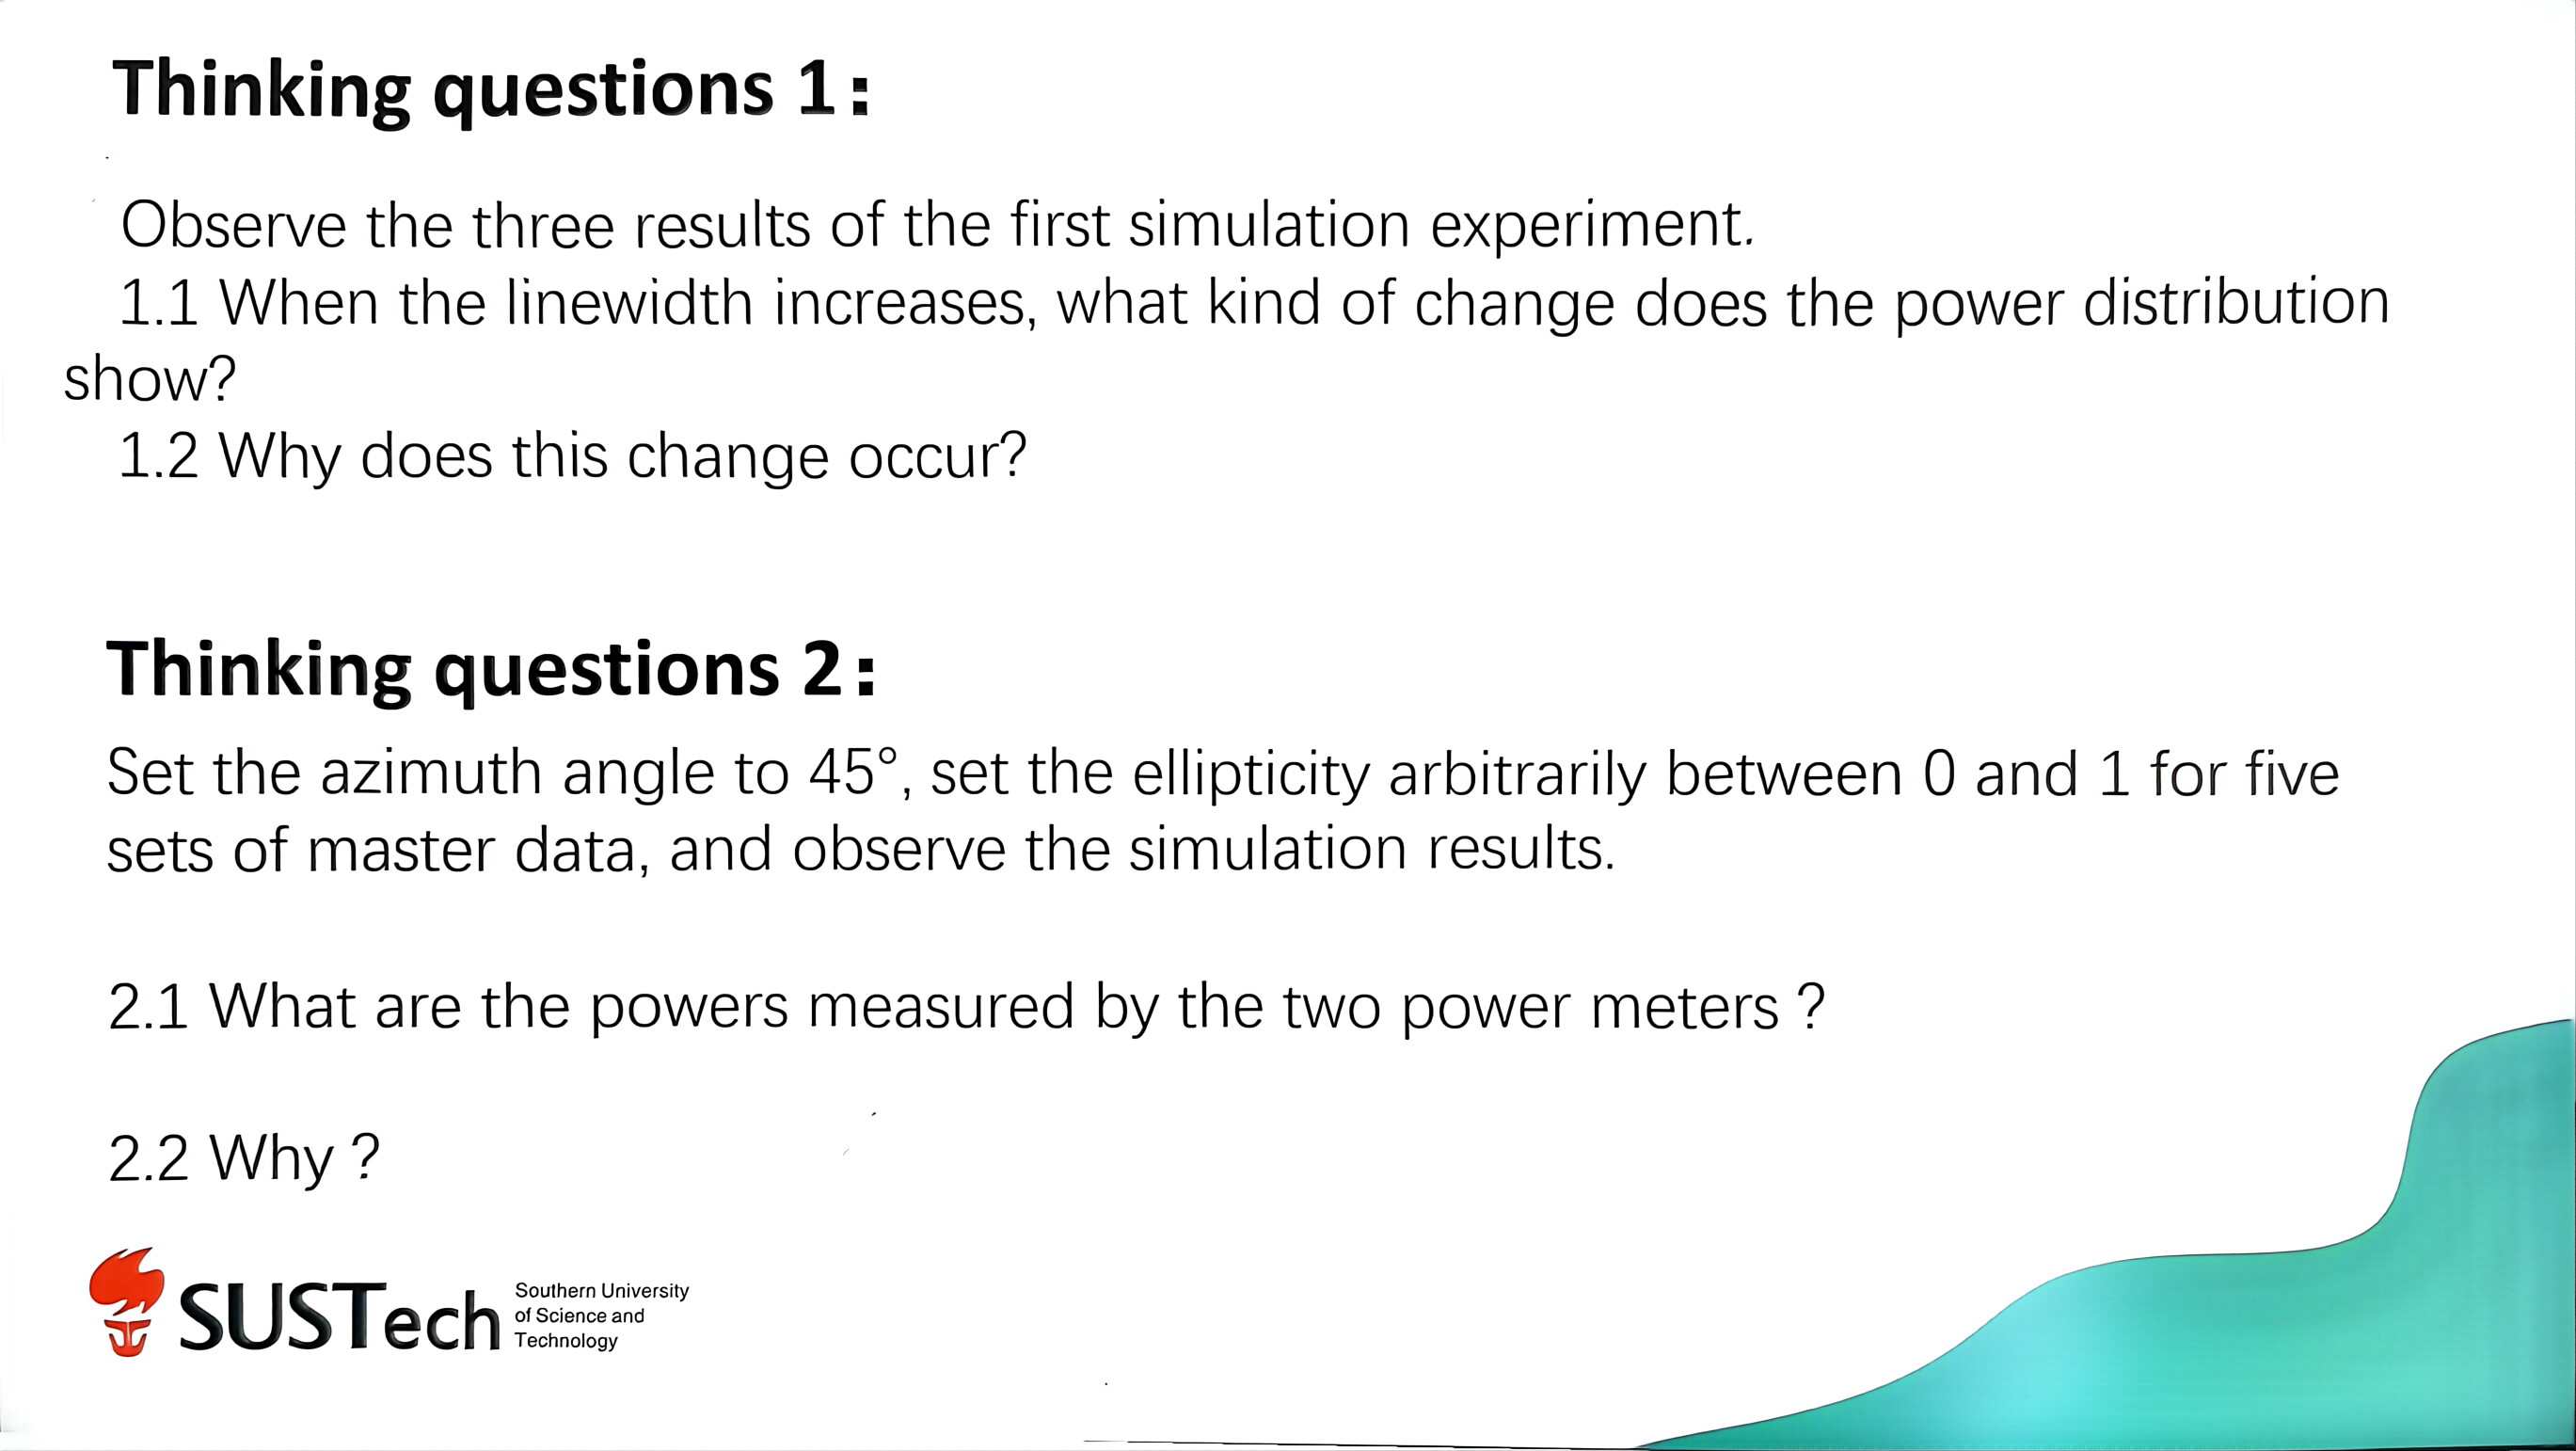 Thinking questions 1:
Observe the three results of the first simulation experiment.
1.1 When the linewidth increases, what kind of change does the power distribution
show?
1.2 Why does this change occur?
Thinking questions 2:
Set the azimuth angle to 45°, set the ellipticity arbitrarily between 0 and 1 for five
sets of master data, and observe the simulation results.
2.1 What are the powers measured by the two power meters ?
2.2 Why ?
SUSTech
Southern University
of Science and
Technology